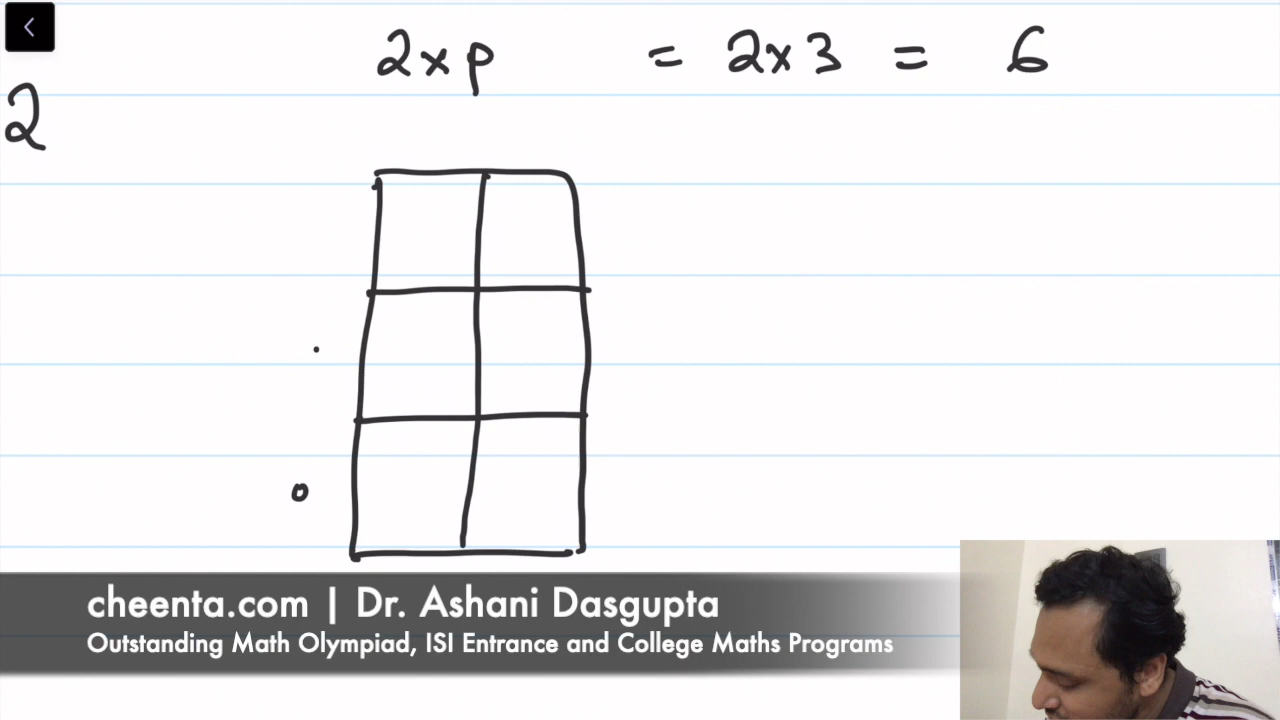 2 x p = 2 x 3 = 6
2
0
cheenta.com | Dr. Ashani Dasgupta
Outstanding Math Olympiad, ISI Entrance and College Maths Programs